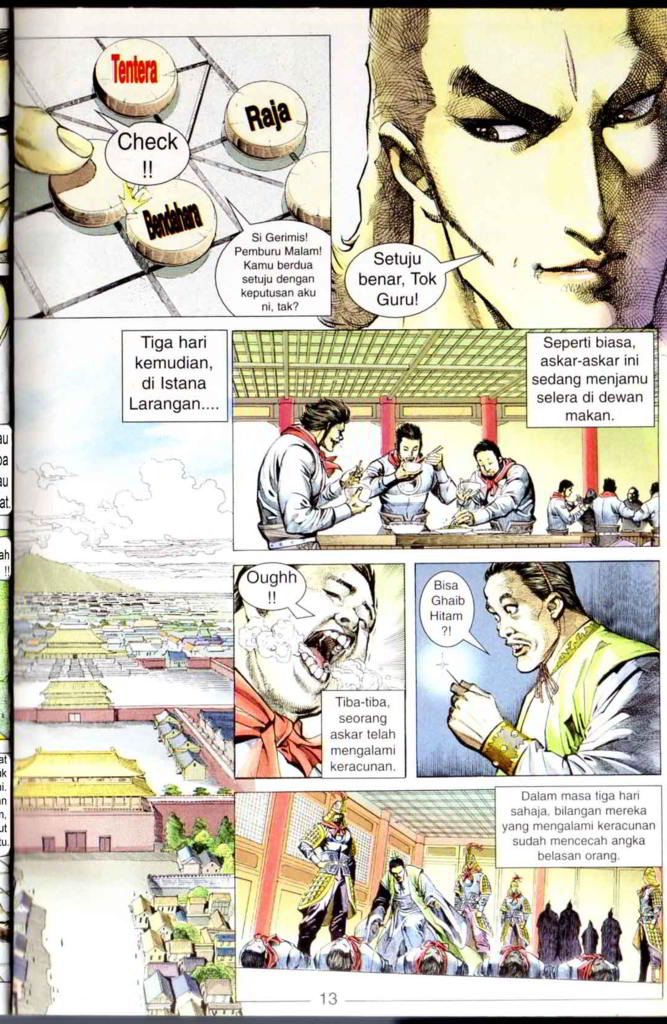 Tentera
Raja
Check
!!
Bendahara
Si Gerimis!
Pemburu Malam!
Kamu berdua
setuju dengan
keputusan aku
ni, tak?
Setuju
benar, Tok
Guru!
Tiga hari
kemudian,
di Istana
Larangan....
Seperti biasa,
askar-askar ini
sedang menjamu
selera di dewan
makan.
Oughh
!!
Tiba-tiba,
seorang
askar telah
mengalami
keracunan.
Bisa
Ghaib
Hitam
?!
Dalam masa tiga hari
sahaja, bilangan mereka
yang mengalami keracunan
sudah mencecah angka
belasan orang.
13